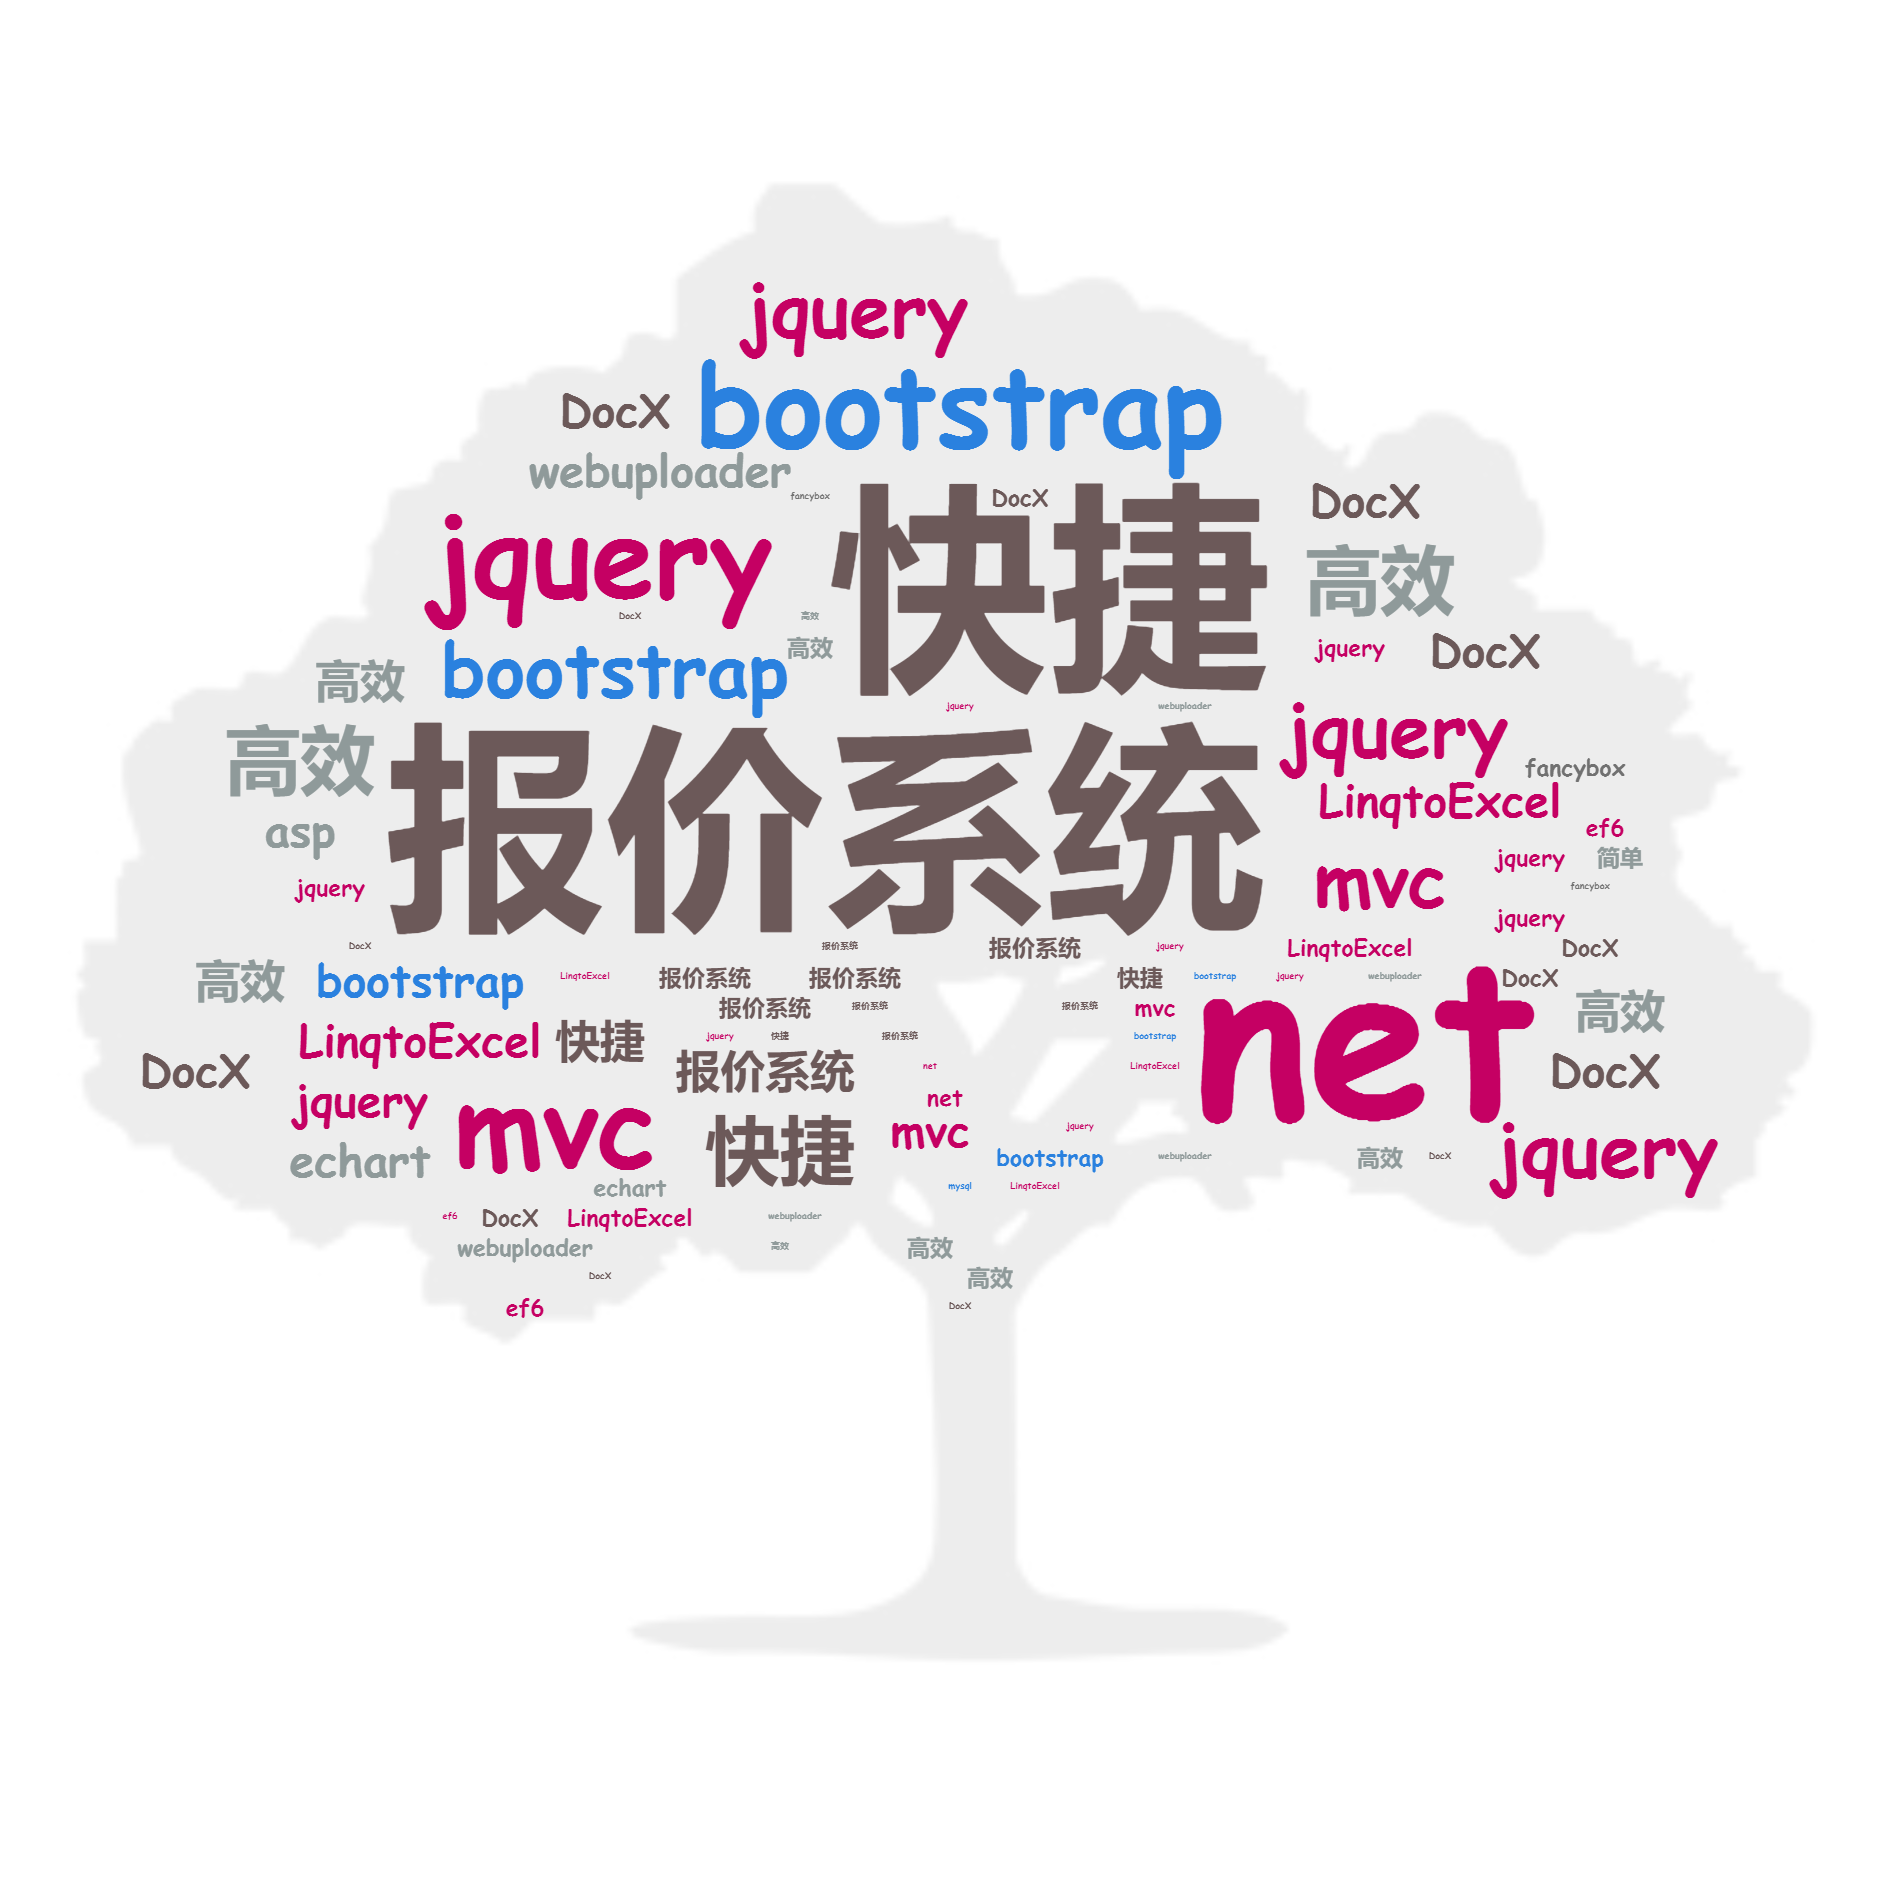 jquery
bootstrap
DocX
webuploader
fancybox
快捷
DocX
DocX
jquery
高效
DocX
高效
高效
jquery
DocX
bootstrap
高效
jquery
webuploader
jquery
报价系统
高效
fancybox
LinqtoExcel
asp
ef6
jquery
简单
mvc
jquery
fancybox
jquery
DocX
报价系统
报价系统
jquery
LinqtoExcel
DocX
高效
bootstrap
LinqtoExcel
报价系统
报价系统
快捷
bootstrap
jquery
webuploader
DocX
报价系统
报价系统
报价系统
mvc
net
高效
LinqtoExcel
快捷
jquery
快捷
报价系统
bootstrap
DocX
报价系统
net
LinqtoExcel
DocX
jquery
net
mvc
mvc
jquery
echart
快捷
bootstrap
webuploader
高效
DocX
jquery
echart
mysql
LinqtoExcel
ef6
DocX
LinqtoExcel
webuploader
webuploader
高效
高效
DocX
高效
ef6
DocX